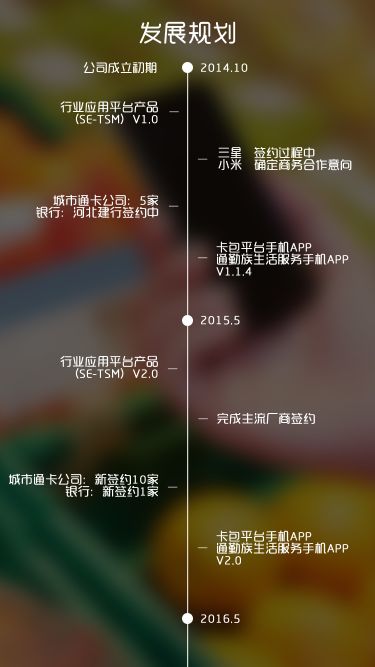 发展规划
公司成立初期 2014.10
行业应用平台产品
（SE-TSM）V1.0
三星 签约过程中
小米 确定商务合作意向
城市通卡公司：5家
银行：河北建行签约中
卡包平台手机APP
通勤族生活服务手机APP
V1.1.4
2015.5
行业应用平台产品
（SE-TSM）V2.0
完成主流厂商签约
城市通卡公司：新签约10家
银行：新签约1家
卡包平台手机APP
通勤族生活服务手机APP
V2.0
2016.5